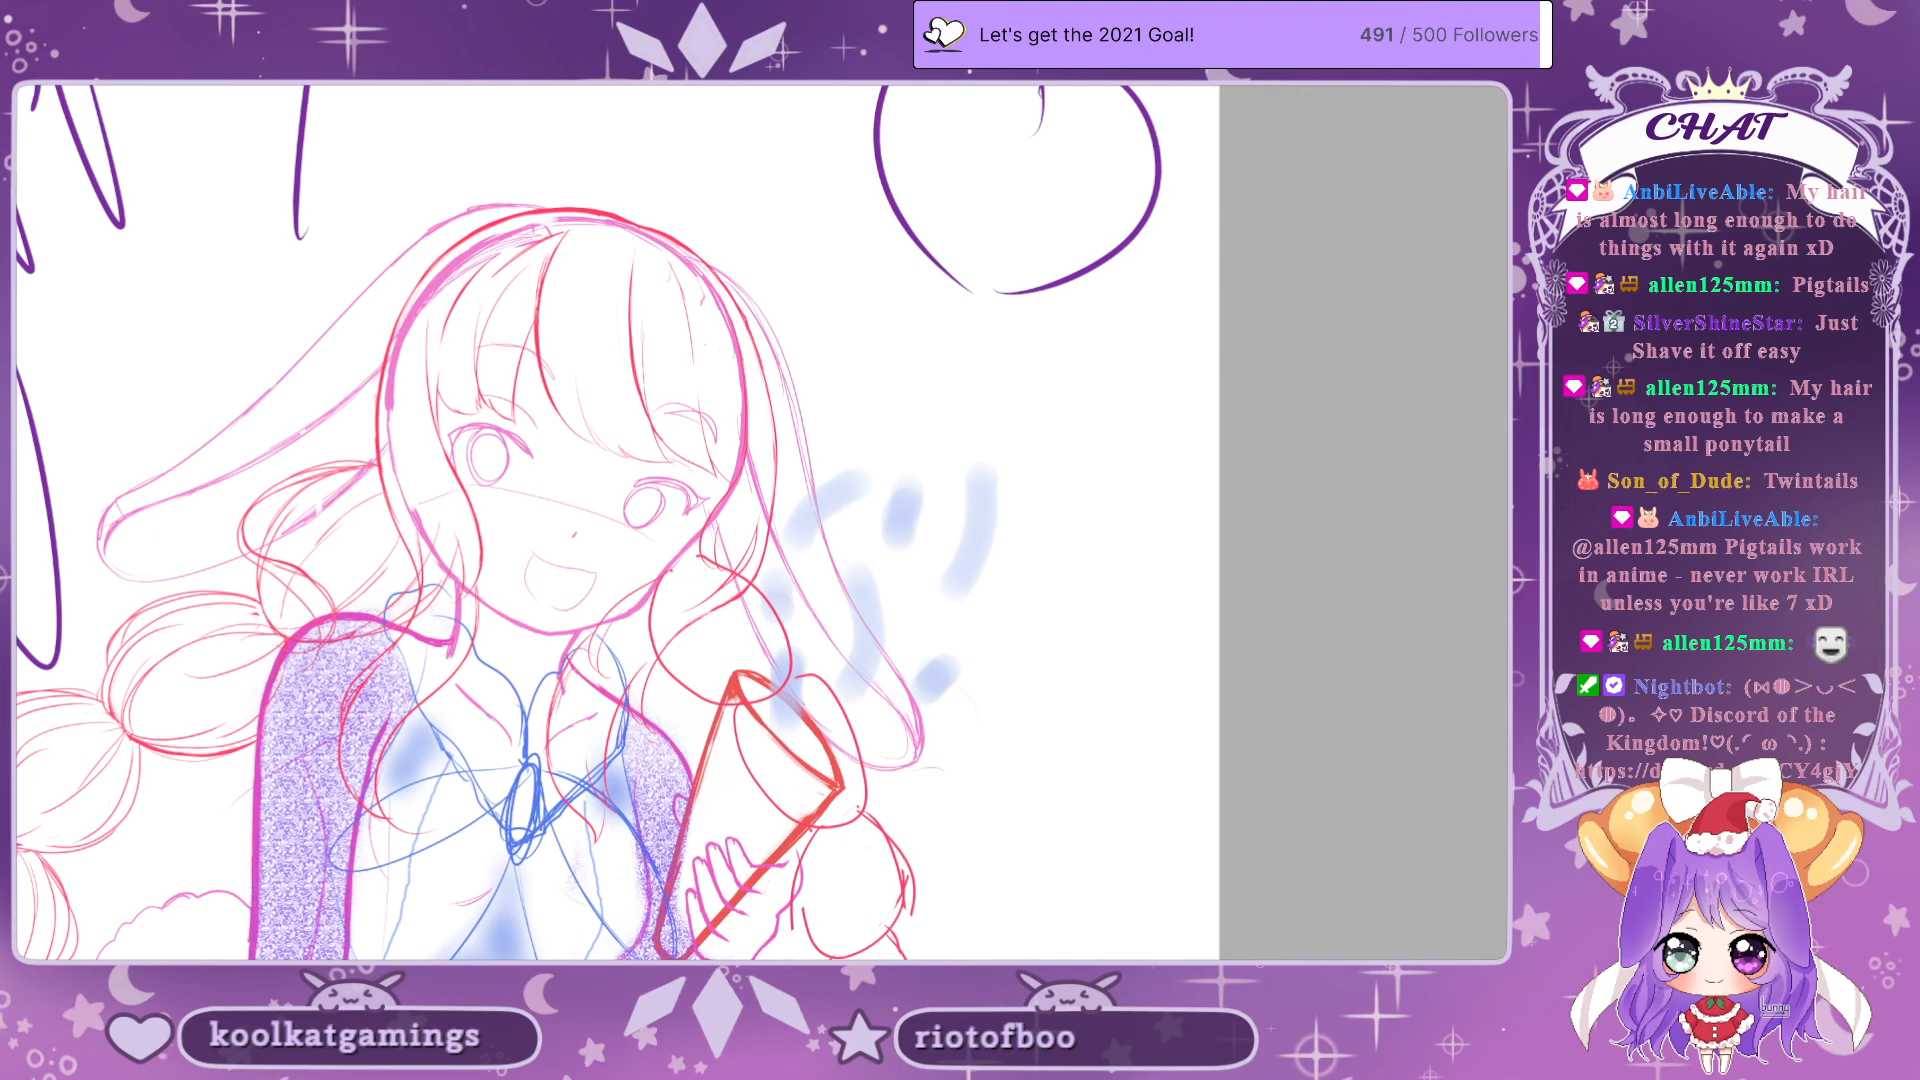 Let's get the 2021 Goal!
491 / 500 Followers
CHAT
AnbiLiveAble: My hair
is almost long enough to do
things with it again xD
allen125mm: Pigtails
SilverShineStar: Just
Shave it off easy
allen125mm: My hair
is long enough to make a
small ponytail
Son_of_Dude: Twintails
AnbiLiveAble:
@allen125mm Pigtails work
in anime - never work IRL
unless you're like 7 xD
allen125mm:
Nightbot:
Discord of the
Kingdom!
https://d
koolkatgamings
riotofboo
bunny